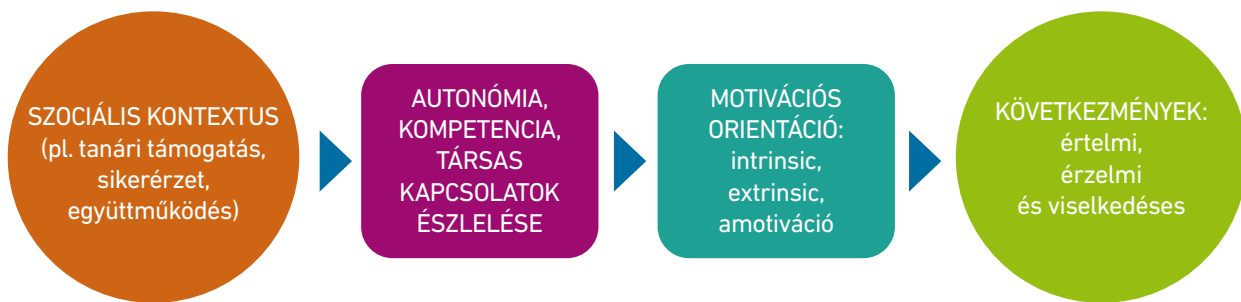 SZOCIÁLIS KONTEXTUS
(pl. tanári támogatás,
sikerérzet,
együttműködés)
AUTONÓMIA,
KOMPETENCIA,
TÁRSAS
KAPCSOLATOK
ÉSZLELÉSE
MOTIVÁCIÓS
ORIENTÁCIÓ:
intrinsic,
extrinsic,
amotiváció
KÖVETKEZMÉNYEK:
értelmi,
érzelmi
és viselkedéses